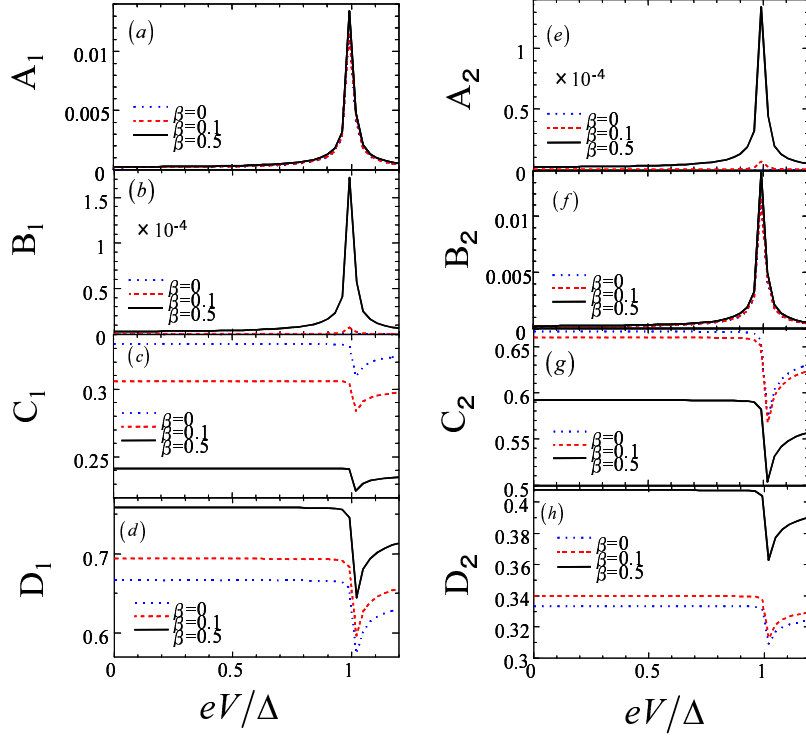 (a)
A1
0.01
0.005
0
β=0
β=0.1
β=0.5
(b)
B1
× 10-4
1.5
1
0.5
0
β=0
β=0.1
β=0.5
(c)
C1
0.3
0.25
β=0
β=0.1
β=0.5
(d)
D1
0.7
0.6
β=0
β=0.1
β=0.5
0 0.5 1
eV/Δ
(e)
A2
× 10-4
1
0.5
0
β=0
β=0.1
β=0.5
(f)
B2
0.01
0.005
0
β=0
β=0.1
β=0.5
(g)
C2
0.65
0.6
0.55
0.5
β=0
β=0.1
β=0.5
(h)
D2
0.4
0.38
0.36
0.34
0.32
0.3
β=0
β=0.1
β=0.5
0 0.5 1
eV/Δ